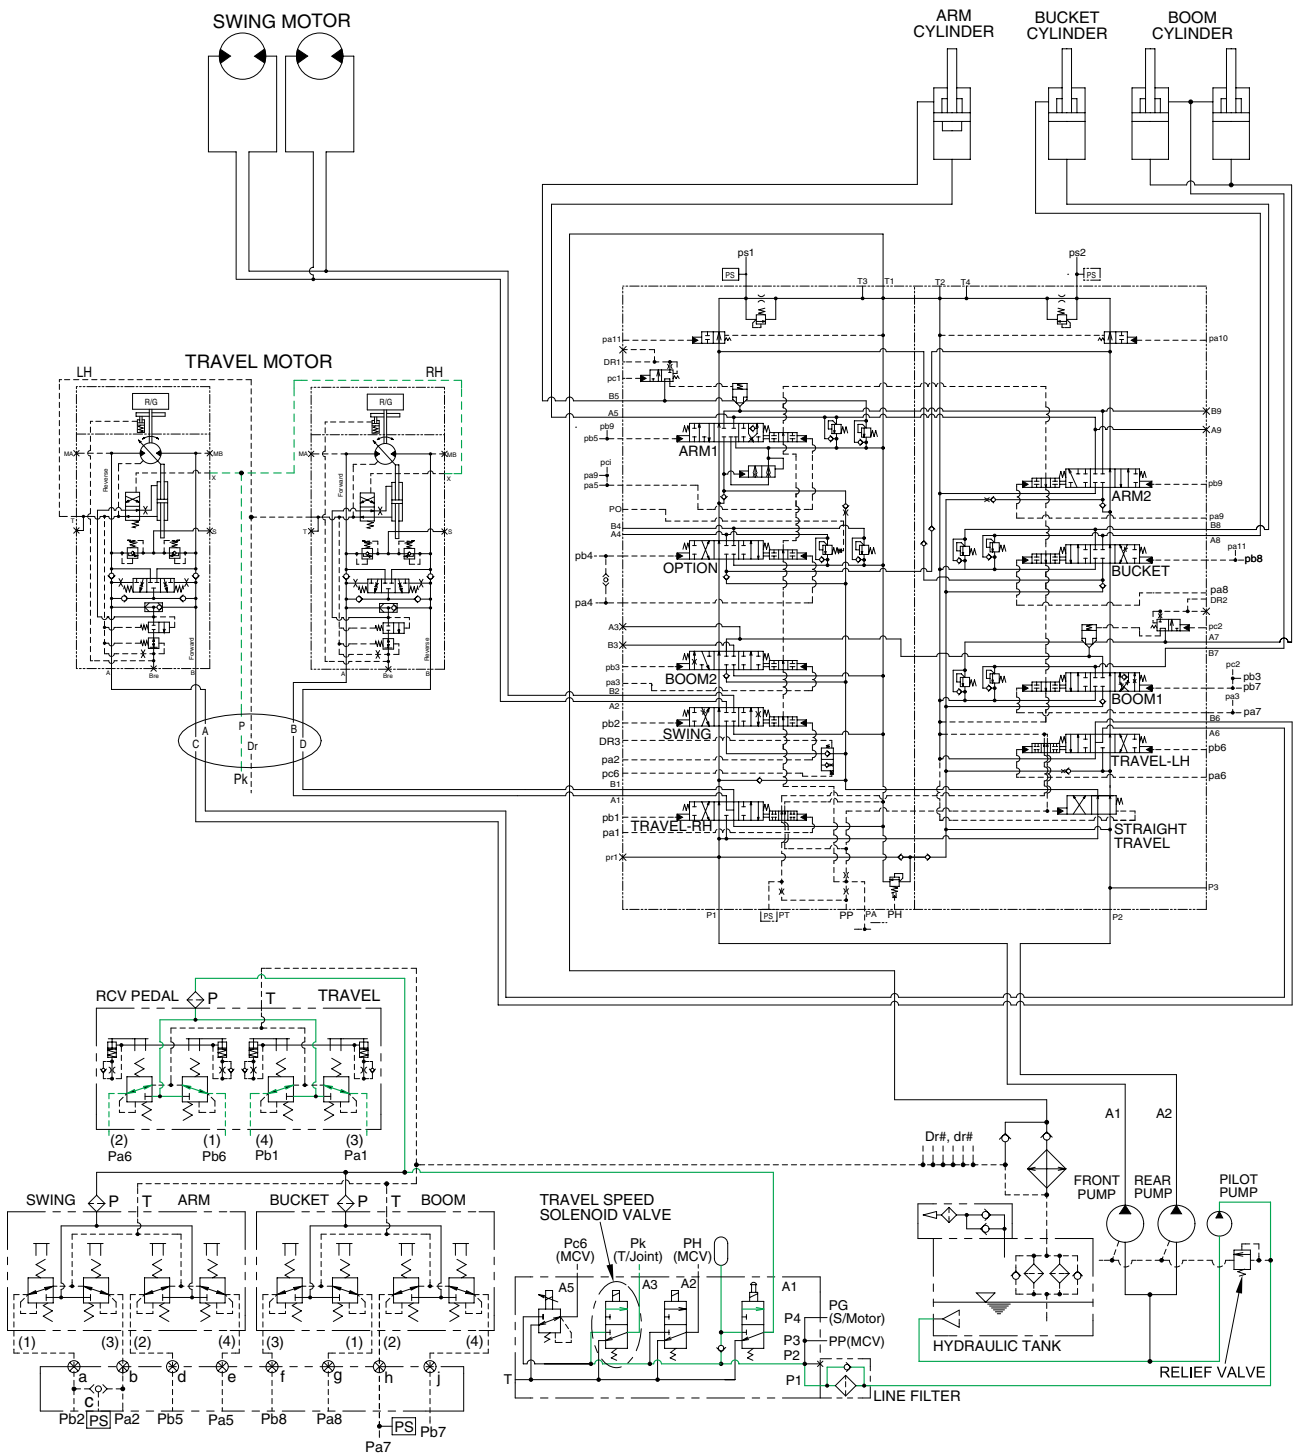 SWING MOTOR
ARM
CYLINDER
BUCKET
CYLINDER
BOOM
CYLINDER
ps1
PS
T3
T1
T2
T4
ps2
PS
pa11
DR1
pc1
B5
A5
pb9
pb5
ARM1
pci
pa9
pa5
PO
B4
A4
pb4
OPTION
pa4
A3
B3
pb3
BOOM2
pa3
B2
A2
pb2
SWING
DR3
pa2
pc6
B1
A1
pb1
TRAVEL-RH
pa1
pr1
pa10
B9
A9
ARM2
pb9
pa9
B8
A8
pa11
pb8
BUCKET
pa8
DR2
pc2
A7
B7
pc2
pb3
pb7
BOOM1
pa3
pa7
B6
A6
pb6
TRAVEL-LH
pa6
STRAIGHT
TRAVEL
P3
P1
PS
PT
PP
PA
PH
P2
TRAVEL MOTOR
LH
RH
R/G
MA
MB
Reverse
X
T
S
Forward
A
Bre
B
R/G
MA
MB
Forward
X
T
S
Reverse
A
Bre
B
C
A
P
Dr
B
D
Pk
RCV PEDAL
P
T
TRAVEL
(2)
Pa6
(1)
Pb6
(4)
Pb1
(3)
Pa1
SWING
P
T
ARM
BUCKET
P
T
BOOM
(1)
(3)
(2)
(4)
(3)
(1)
(2)
(4)
a
b
d
e
f
g
h
j
C
Pb2
PS
Pa2
Pb5
Pa5
Pb8
Pa8
PS
Pb7
Pa7
TRAVEL SPEED
SOLENOID VALVE
Pc6
(MCV)
Pk
(T/Joint)
PH
(MCV)
A5
A3
A2
A1
T
P4
P3
P2
P1
PG
(S/Motor)
PP(MCV)
LINE FILTER
Dr#, dr#
A1
A2
FRONT
PUMP
REAR
PUMP
PILOT
PUMP
HYDRAULIC TANK
RELIEF VALVE